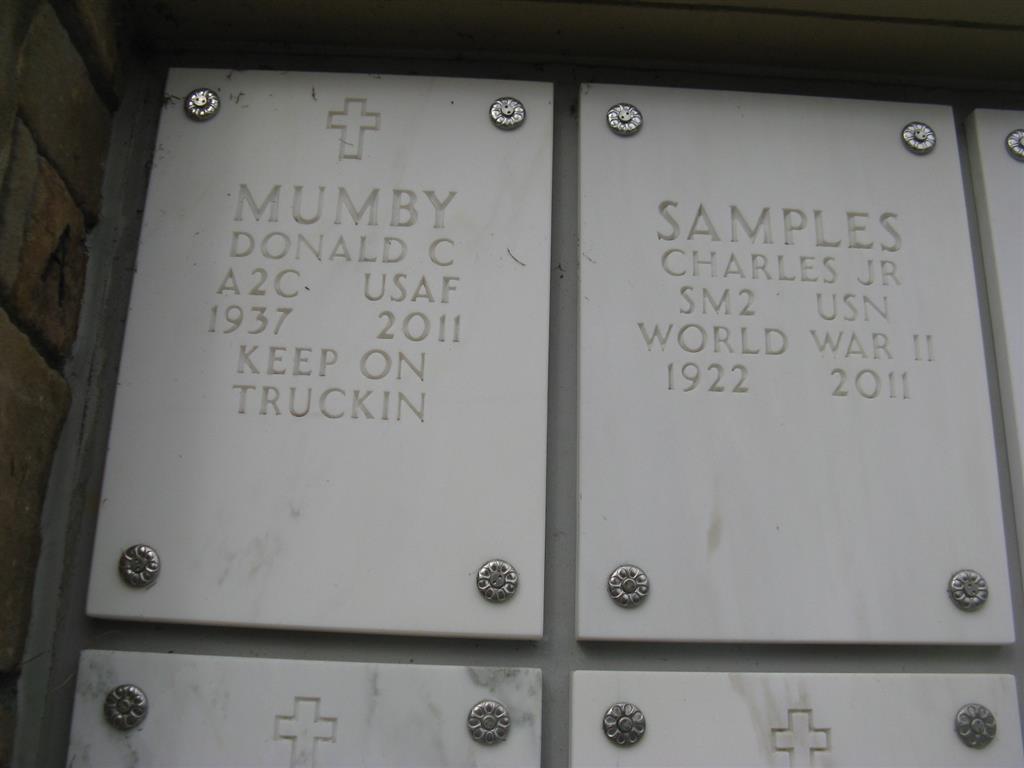 MUMBY
DONALD C
A2C USAF
1937 2011
KEEP ON
TRUCKIN
SAMPLES
CHARLES JR
SM2 USN
WORLD WAR II
1922 2011